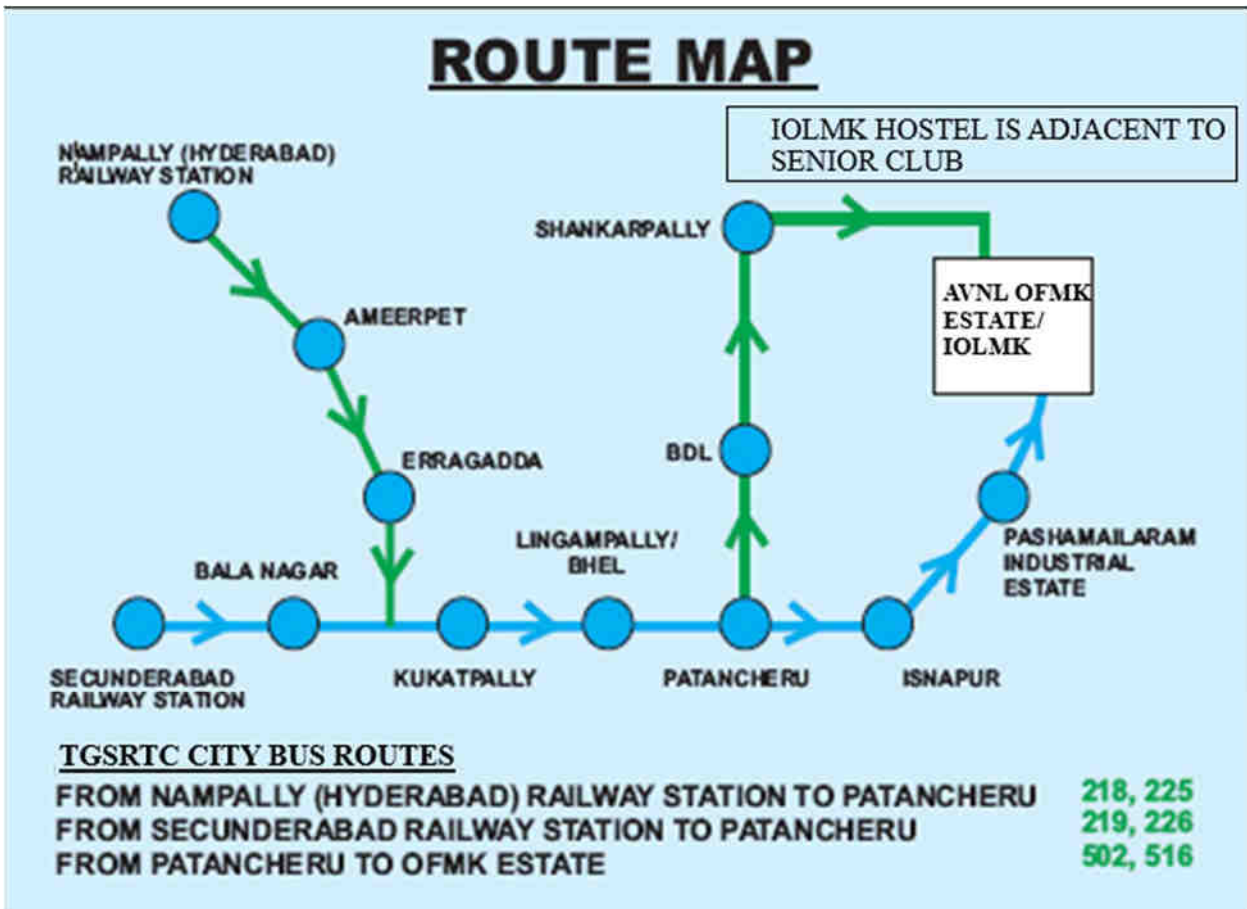 ROUTE MAP
IOLMK HOSTEL IS ADJACENT TO
SENIOR CLUB
NAMPALLY (HYDERABAD)
RAILWAY STATION
SHANKARPALLY
AVNL OFMK
ESTATE/
IOLMK
AMEERPET
BDL
ERRAGADDA
LINGAMPALLY/
BHEL
PASHAMAILARAM
INDUSTRIAL
ESTATE
BALA NAGAR
SECUNDERABAD
RAILWAY STATION
KUKATPALLY
PATANCHERU
ISNAPUR
TGSRTC CITY BUS ROUTES
FROM NAMPALLY (HYDERABAD) RAILWAY STATION TO PATANCHERU 218, 225
FROM SECUNDERABAD RAILWAY STATION TO PATANCHERU 219, 226
FROM PATANCHERU TO OFMK ESTATE 502, 516